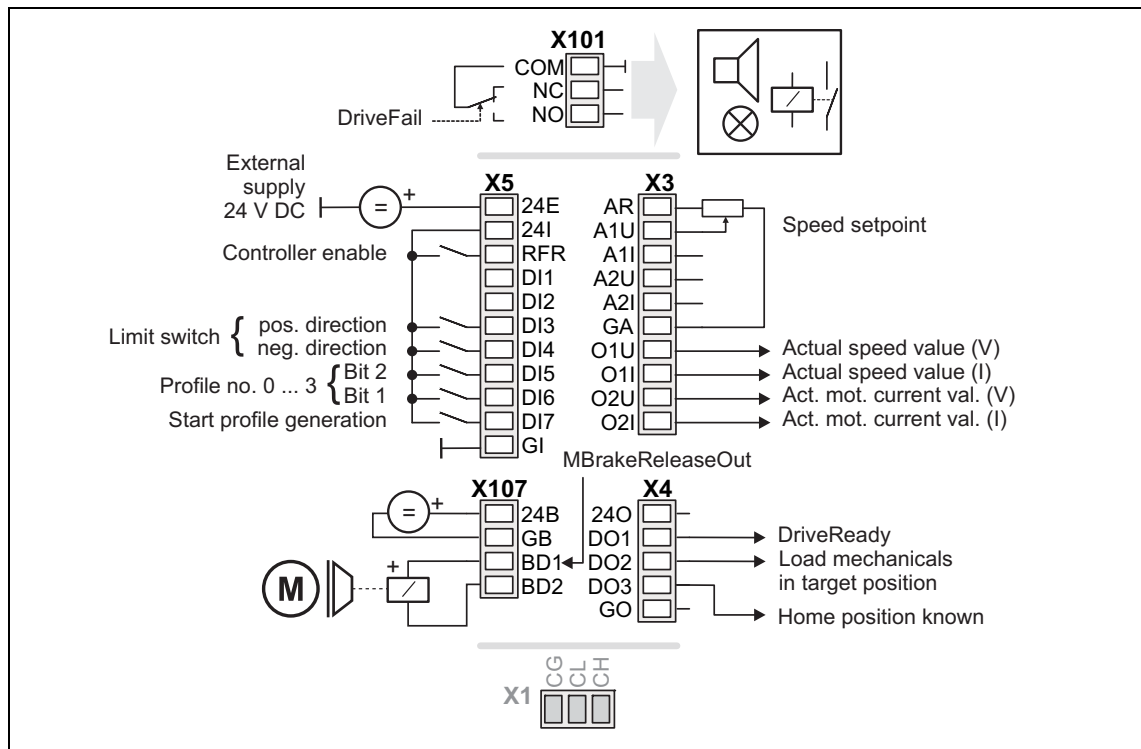 X101
COM
NC
NO
DriveFail
External
supply
24 V DC
=
+
X5
24E
24I
RFR
DI1
DI2
DI3
DI4
DI5
DI6
DI7
GI
Controller enable
Limit switch { pos. direction
neg. direction
Profile no. 0 ... 3 { Bit 2
Bit 1
Start profile generation
X3
AR
A1U
A1I
A2U
A2I
GA
O1U
O1I
O2U
O2I
Speed setpoint
Actual speed value (V)
Actual speed value (I)
Act. mot. current val. (V)
Act. mot. current val. (I)
MBrakeReleaseOut
X107
=
+
24B
GB
BD1
BD2
M
+
X4
24O
DO1
DO2
DO3
GO
DriveReady
Load mechanicals
in target position
Home position known
X1
CG
CL
CH